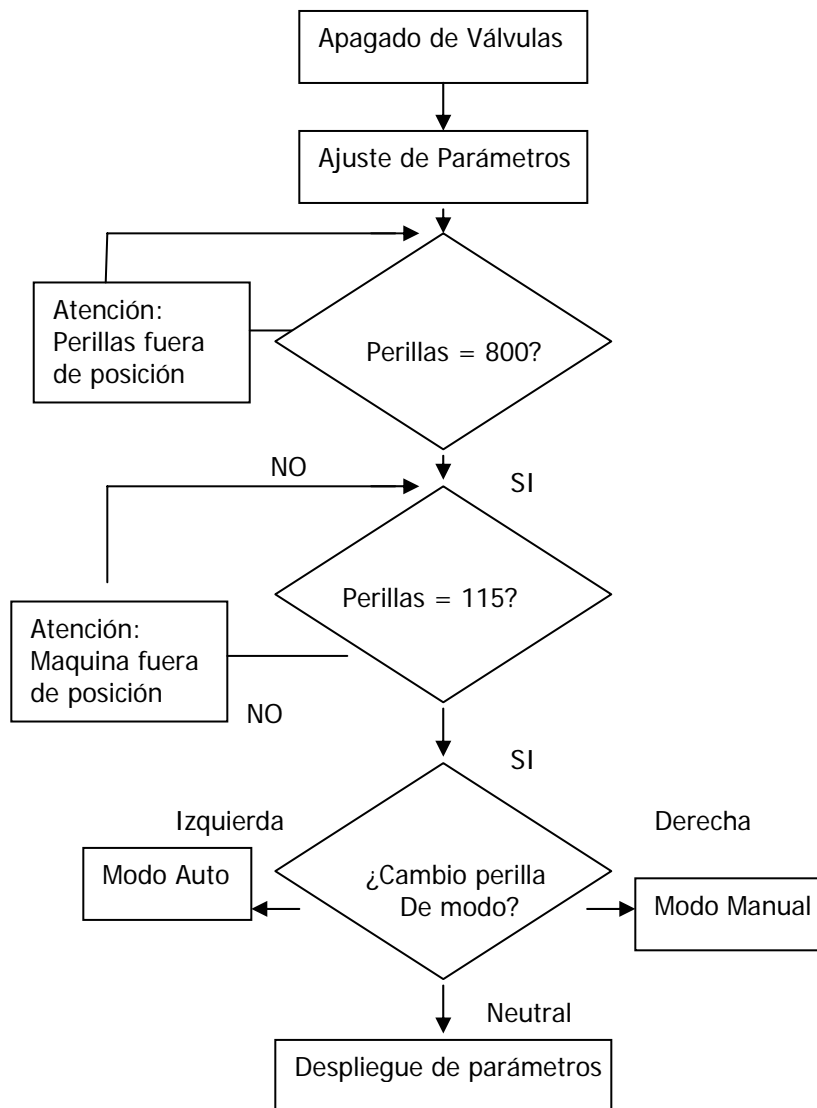 Apagado de Válvulas
Ajuste de Parámetros
Atención:
Perillas fuera
de posición
Perillas = 800?
NO
SI
Perillas = 115?
Atención:
Maquina fuera
de posición
NO
SI
Izquierda
Derecha
Modo Auto
¿Cambio perilla
De modo?
Modo Manual
Neutral
Despliegue de parámetros